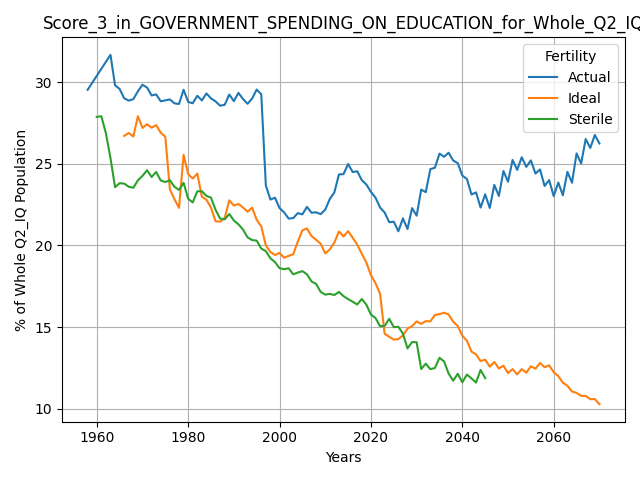 Score_3_in_GOVERNMENT_SPENDING_ON_EDUCATION_for_Whole_Q2_IQ
Fertility
Actual
Ideal
Sterile
% of Whole Q2_IQ Population
30
25
20
15
10
1960 1980 2000 2020 2040 2060
Years